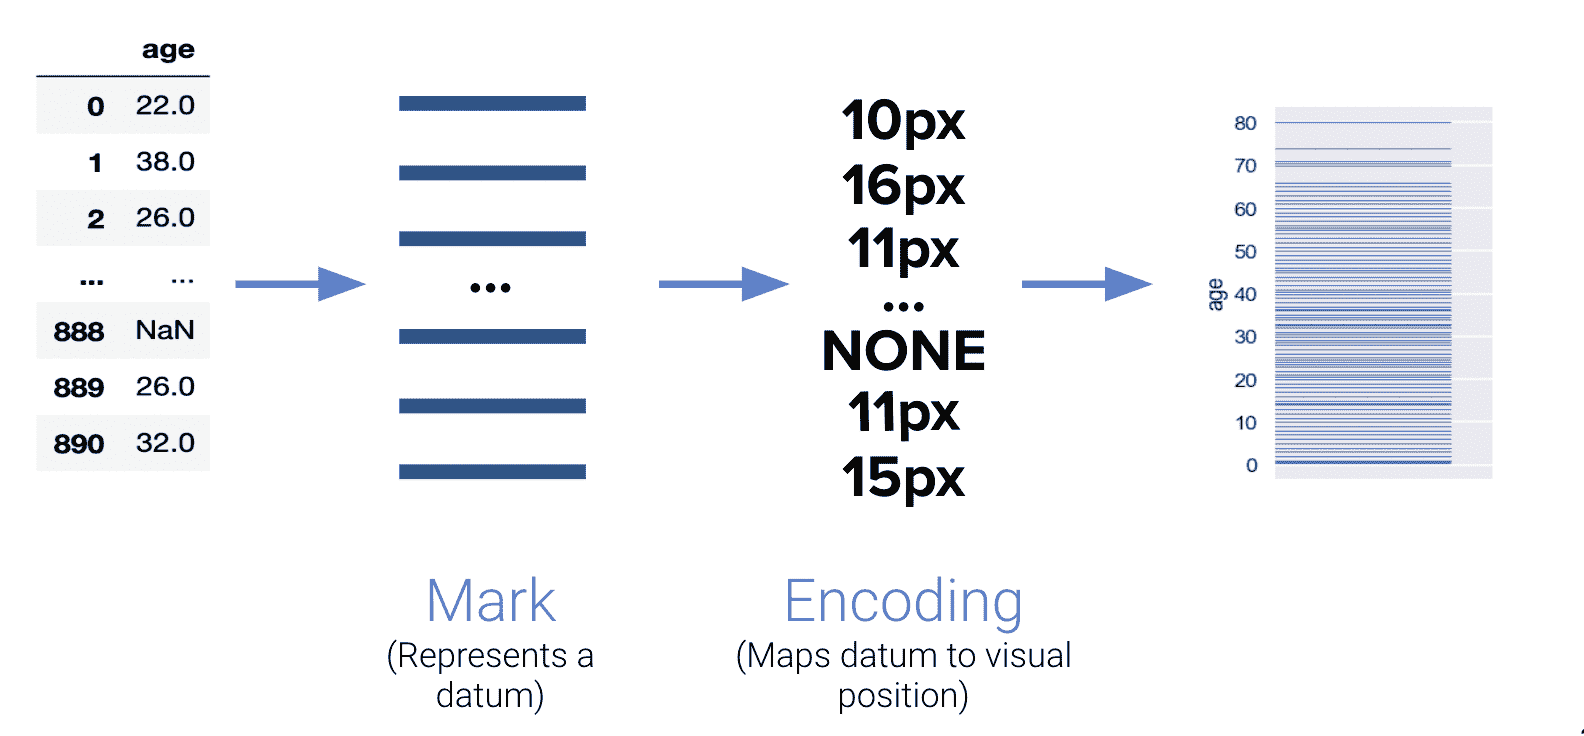 age
0 22.0
1 38.0
2 26.0
... ...
888 NaN
889 26.0
890 32.0
...
10px
16px
11px
...
NONE
11px
15px
80
70
60
50
40
30
20
10
0
age
Mark
(Represents a
datum)
Encoding
(Maps datum to visual
position)